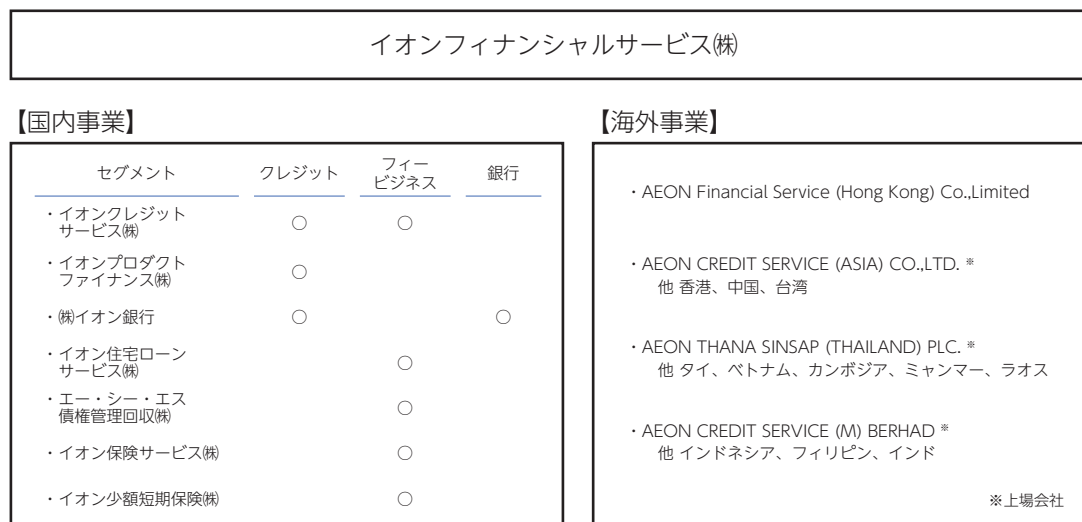 イオンフィナンシャルサービス㈱
【国内事業】
セグメント クレジット フィー
ビジネス 銀行
・イオンクレジット
サービス㈱ ○ ○
・イオンプロダクト
ファイナンス㈱ ○
・㈱イオン銀行 ○ ○
・イオン住宅ローン
サービス㈱ ○
・エー・シー・エス
債権管理回収㈱ ○
・イオン保険サービス㈱ ○
・イオン少額短期保険㈱ ○
【海外事業】
・AEON Financial Service (Hong Kong) Co.,Limited
・AEON CREDIT SERVICE (ASIA) CO.,LTD. ※
他 香港、中国、台湾
・AEON THANA SINSAP (THAILAND) PLC. ※
他 タイ、ベトナム、カンボジア、ミャンマー、ラオス
・AEON CREDIT SERVICE (M) BERHAD ※
他 インドネシア、フィリピン、インド
※上場会社